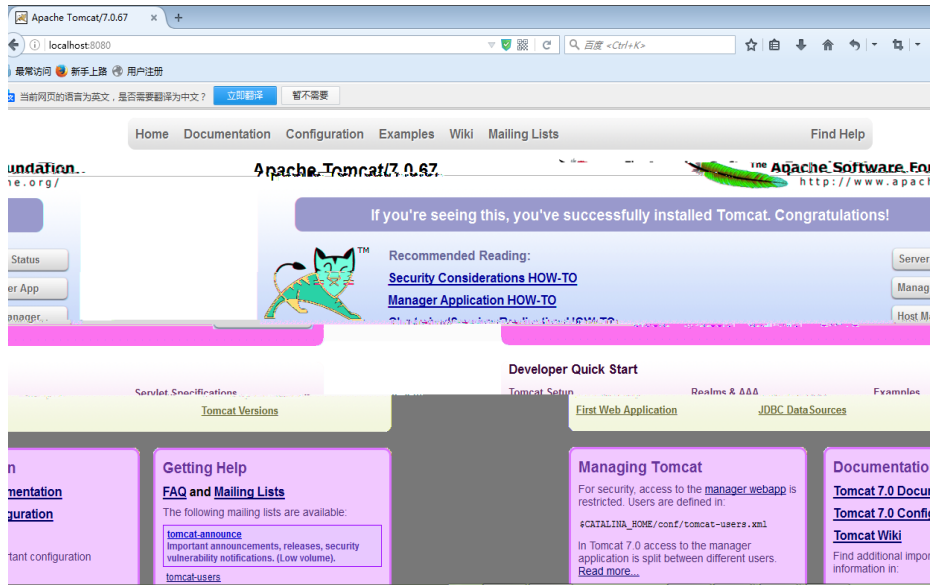 Apache Tomcat/7.0.67
localhost:8080
百度 <Ctrl+K>
最常访问 新手上路 用户注册
当前网页的语言为英文，是否需要翻译为中文？ 立即翻译 暂不需要
Home Documentation Configuration Examples Wiki Mailing Lists Find Help
undation Apache Tomcat/7.0.67 The Apache Software Fou
he.org/ http://www.apach
If you're seeing this, you've successfully installed Tomcat. Congratulations!
TM
Status Recommended Reading: Server
Security Considerations HOW-TO
er App Manager Application HOW-TO Manag
anager Host Ma
Developer Quick Start
Servlet Specifications Tomcat Setup Realms & AAA Examples
Tomcat Versions First Web Application JDBC DataSources
n Getting Help Managing Tomcat Documentatio
mentation FAQ and Mailing Lists For security, access to the manager webapp is Tomcat 7.0 Docu
guration The following mailing lists are available: restricted. Users are defined in: Tomcat 7.0 Confi
tomcat-announce $CATALINA_HOME/conf/tomcat-users.xml Tomcat Wiki
Important announcements, releases, security
vulnerability notifications. (Low volume).
tant configuration In Tomcat 7.0 access to the manager Find additional impor
application is split between different users. information in:
tomcat-users Read more...